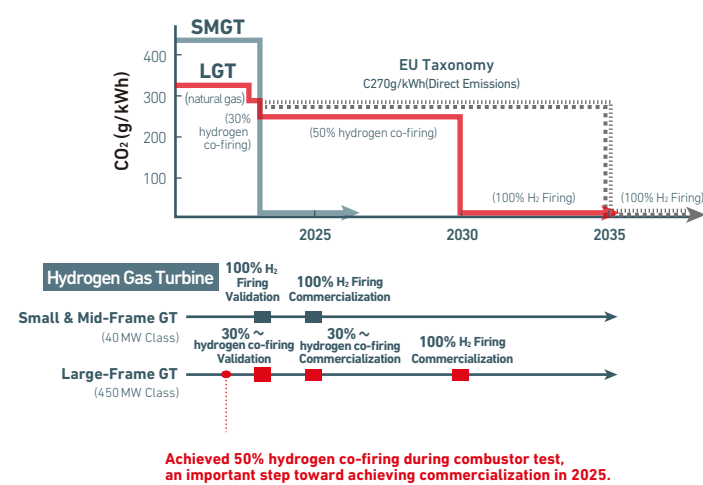 SMGT
LGT
EU Taxonomy
C270g/kWh(Direct Emissions)
CO₂ (g/kWh)
400
300
200
100
(natural gas)
(30%
hydrogen
co-firing)
(50% hydrogen co-firing)
(100% H₂ Firing)
(100% H₂ Firing)
2025
2030
2035
Hydrogen Gas Turbine
100% H₂
Firing
Validation
100% H₂ Firing
Commercialization
Small & Mid-Frame GT
(40MW Class)
30% ~
hydrogen co-firing
Validation
30% ~
hydrogen co-firing
Commercialization
100% H₂ Firing
Commercialization
Large-Frame GT
(450MW Class)
Achieved 50% hydrogen co-firing during combustor test,
an important step toward achieving commercialization in 2025.